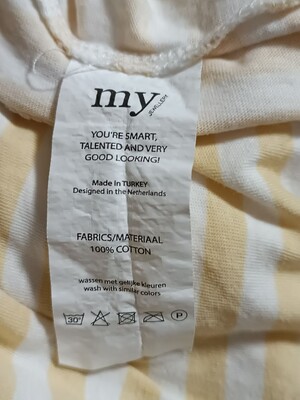 my
JEWELLERY
YOU'RE SMART,
TALENTED AND VERY
GOOD LOOKING!
Made in TURKEY
Designed in the Netherlands
FABRICS/MATERIAAL
100% COTTON
wassen met gelijke kleuren
wash with similar colors
30° P